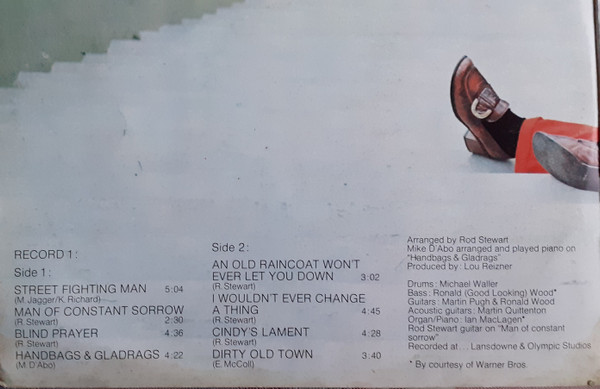 RECORD 1:
Side 1:
STREET FIGHTING MAN 5:04
(M. Jagger/K. Richard)
MAN OF CONSTANT SORROW
(R. Stewart) 2:30
BLIND PRAYER 4:36
(R. Stewart)
HANDBAGS & GLADRAGS 4:22
(M. D'Abo)
Side 2:
AN OLD RAINCOAT WON'T
EVER LET YOU DOWN 3:02
(R. Stewart)
I WOULDN'T EVER CHANGE
A THING 4:45
(R. Stewart)
CINDY'S LAMENT 4:28
(R. Stewart)
DIRTY OLD TOWN 3:40
(E. McColl)
Arranged by Rod Stewart
Mike D'Abo arranged and played piano on
"Handbags & Gladrags"
Produced by: Lou Reizner
Drums: Michael Waller
Bass: Ronald (Good Looking) Wood*
Guitars: Martin Pugh & Ronald Wood
Acoustic guitars: Martin Quittenton
Organ/Piano: Ian MacLagen*
Rod Stewart guitar on "Man of constant
sorrow"
Recorded at... Lansdowne & Olympic Studios
* By courtesy of Warner Bros.